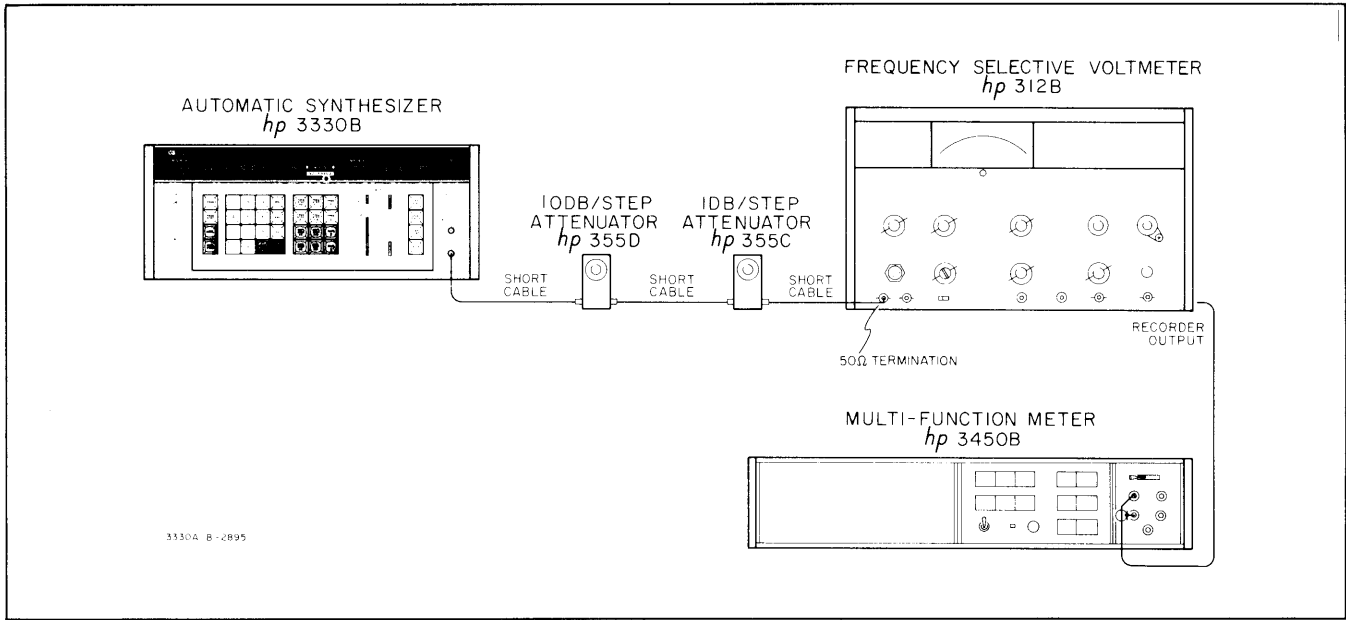 AUTOMATIC SYNTHESIZER
hp 3330B
10DB/STEP
ATTENUATOR
hp 355D
1DB/STEP
ATTENUATOR
hp 355C
FREQUENCY SELECTIVE VOLTMETER
hp 312B
SHORT
CABLE
SHORT
CABLE
SHORT
CABLE
50Ω TERMINATION
RECORDER
OUTPUT
MULTI-FUNCTION METER
hp 3450B
3330A B-2895